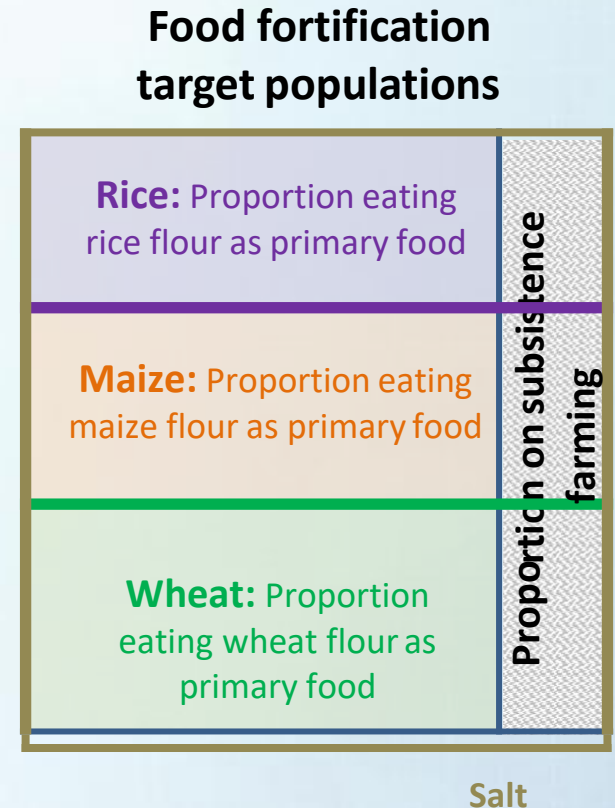 Food fortification
target populations
Rice: Proportion eating
rice flour as primary food
Maize: Proportion eating
maize flour as primary food
Wheat: Proportion
eating wheat flour as
primary food
Proportion on subsistence
farming
Salt